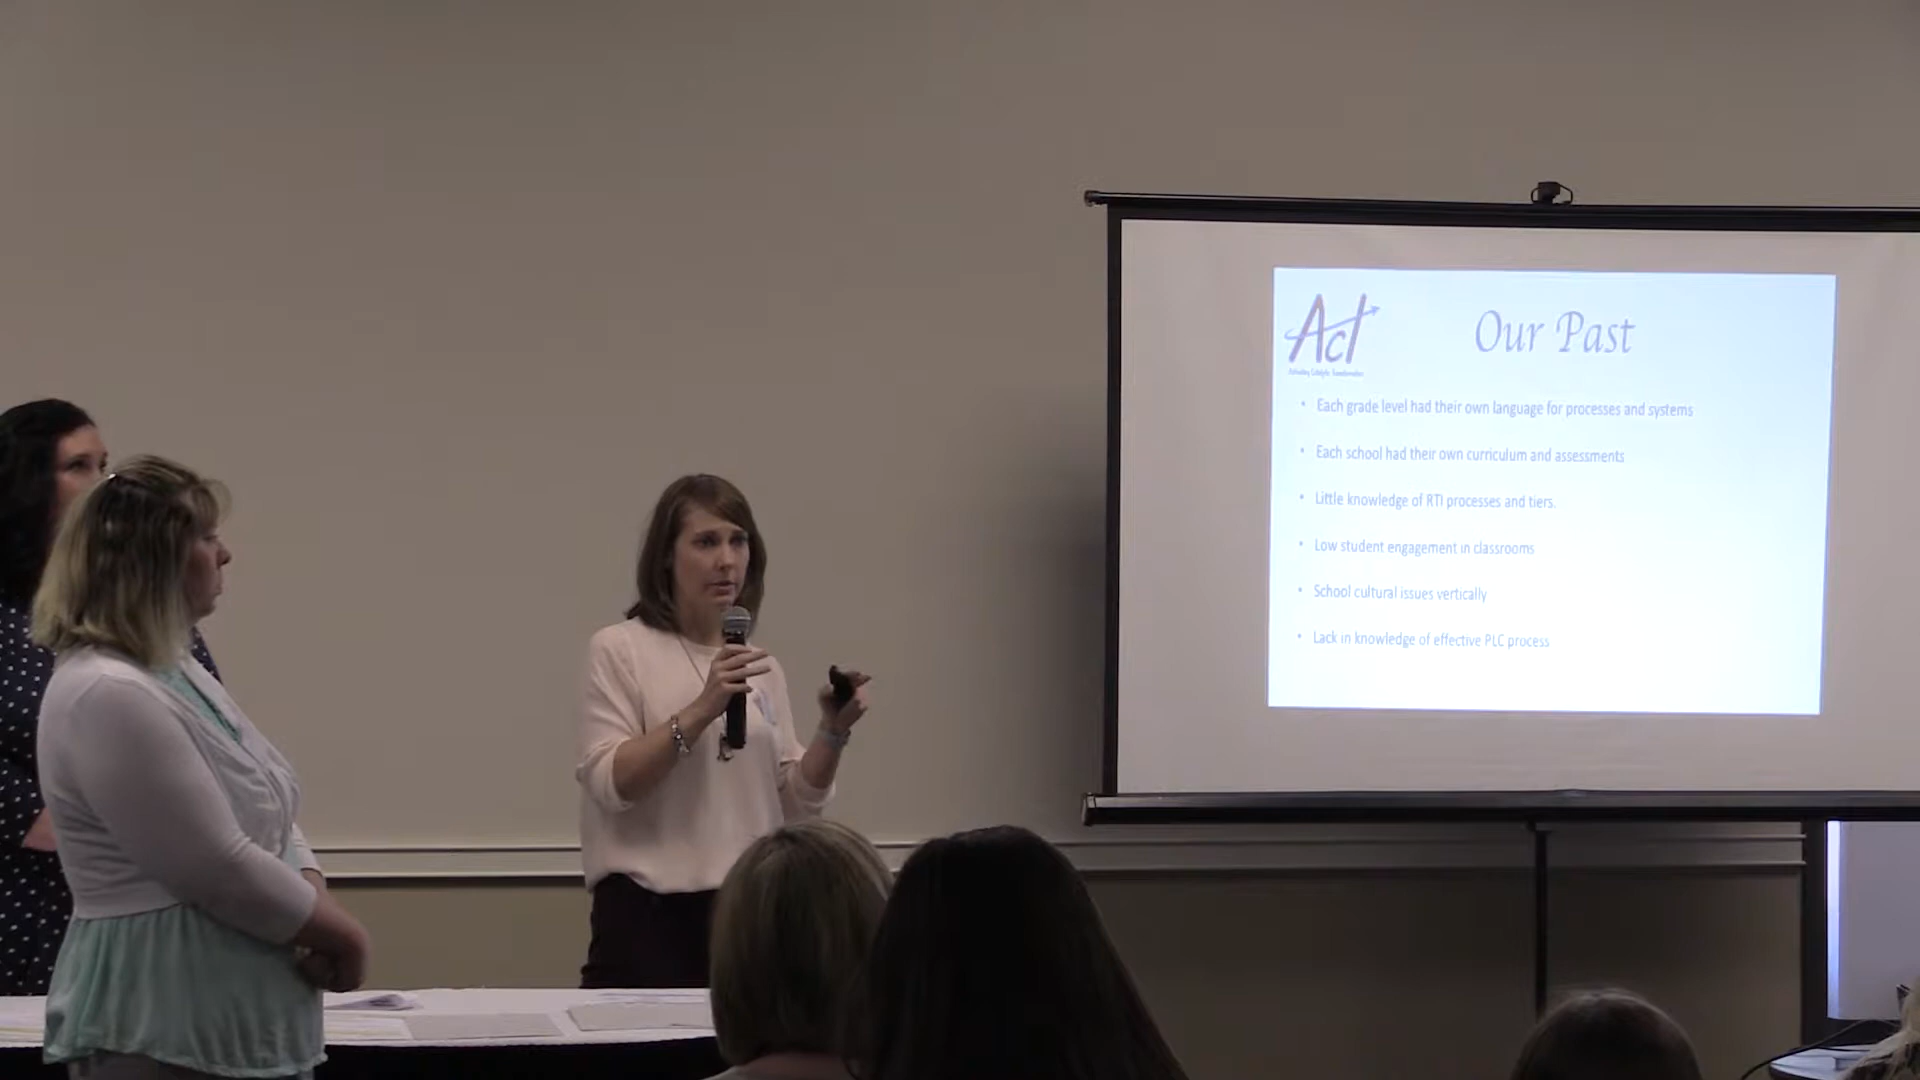 Act
Our Past
• Each grade level had their own language for processes and systems
• Each school had their own curriculum and assessments
• Little knowledge of RTI processes and tiers.
• Low student engagement in classrooms
• School cultural issues vertically
• Lack in knowledge of effective PLC process